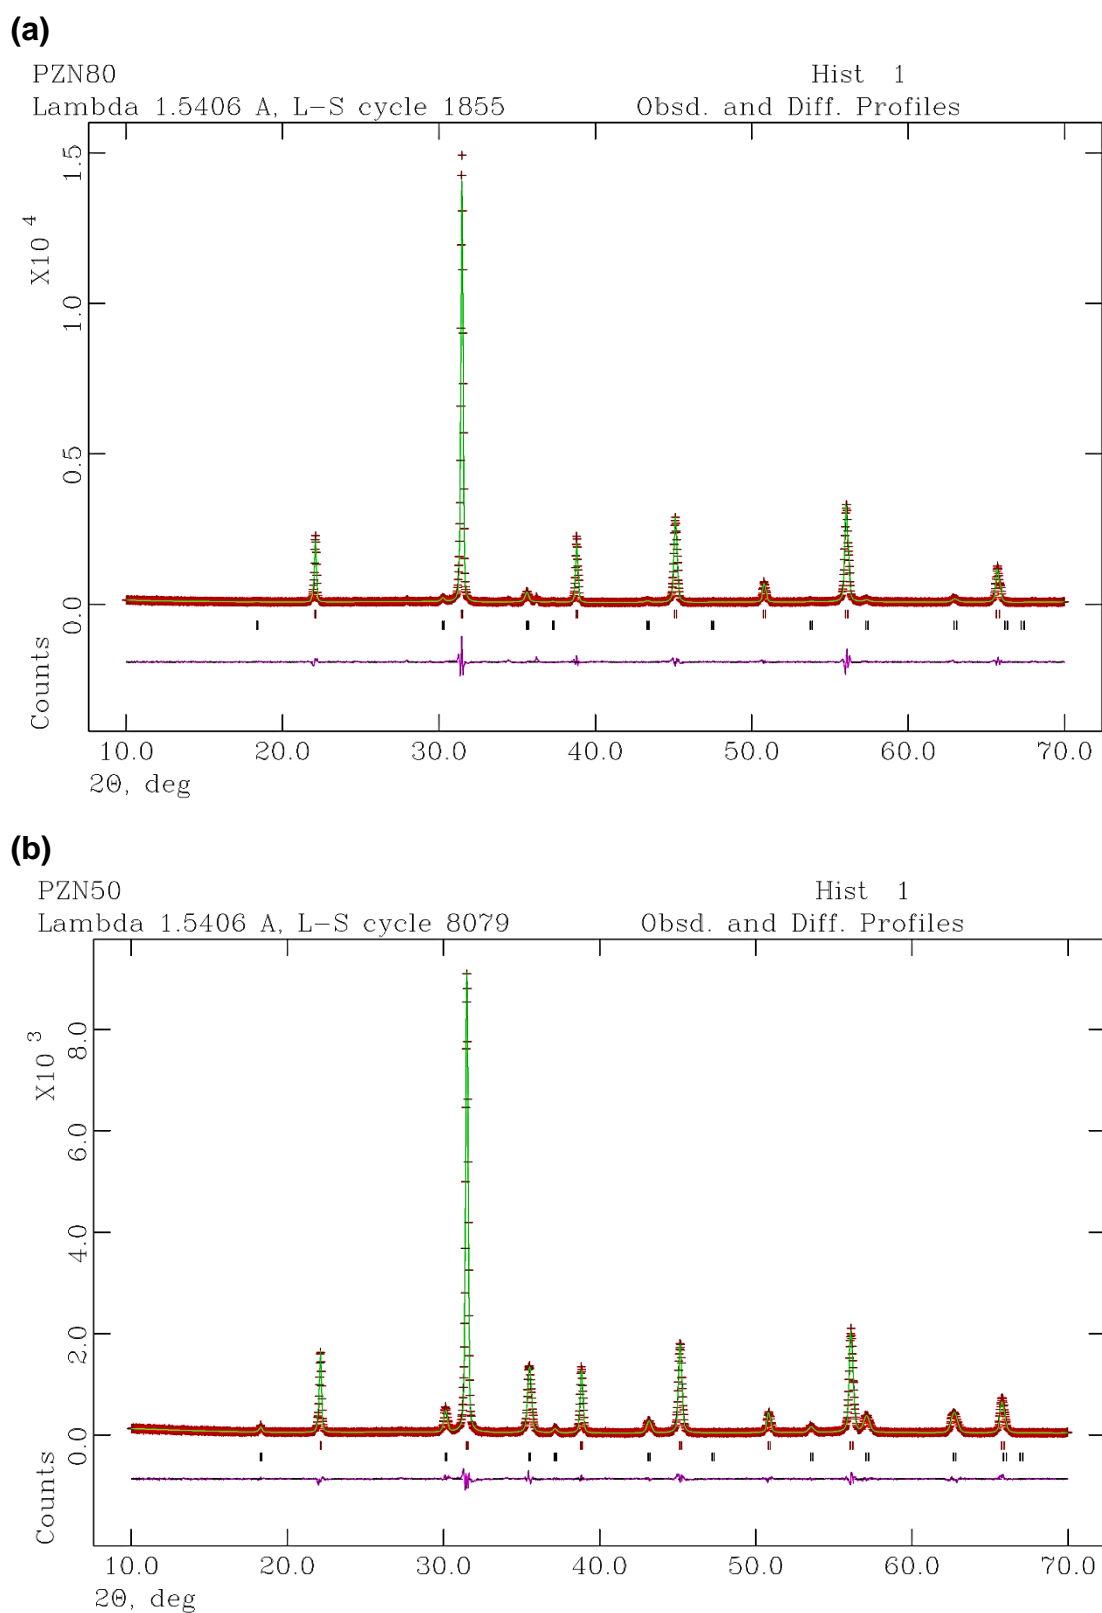 (a)
PZN80 Hist 1
Lambda 1.5406 A, L-S cycle 1855 Obsd. and Diff. Profiles
X10 4
1.5
1.0
0.5
0.0
Counts
10.0 20.0 30.0 40.0 50.0 60.0 70.0
2Θ, deg
(b)
PZN50 Hist 1
Lambda 1.5406 A, L-S cycle 8079 Obsd. and Diff. Profiles
X10 3
8.0
6.0
4.0
2.0
0.0
Counts
10.0 20.0 30.0 40.0 50.0 60.0 70.0
2Θ, deg